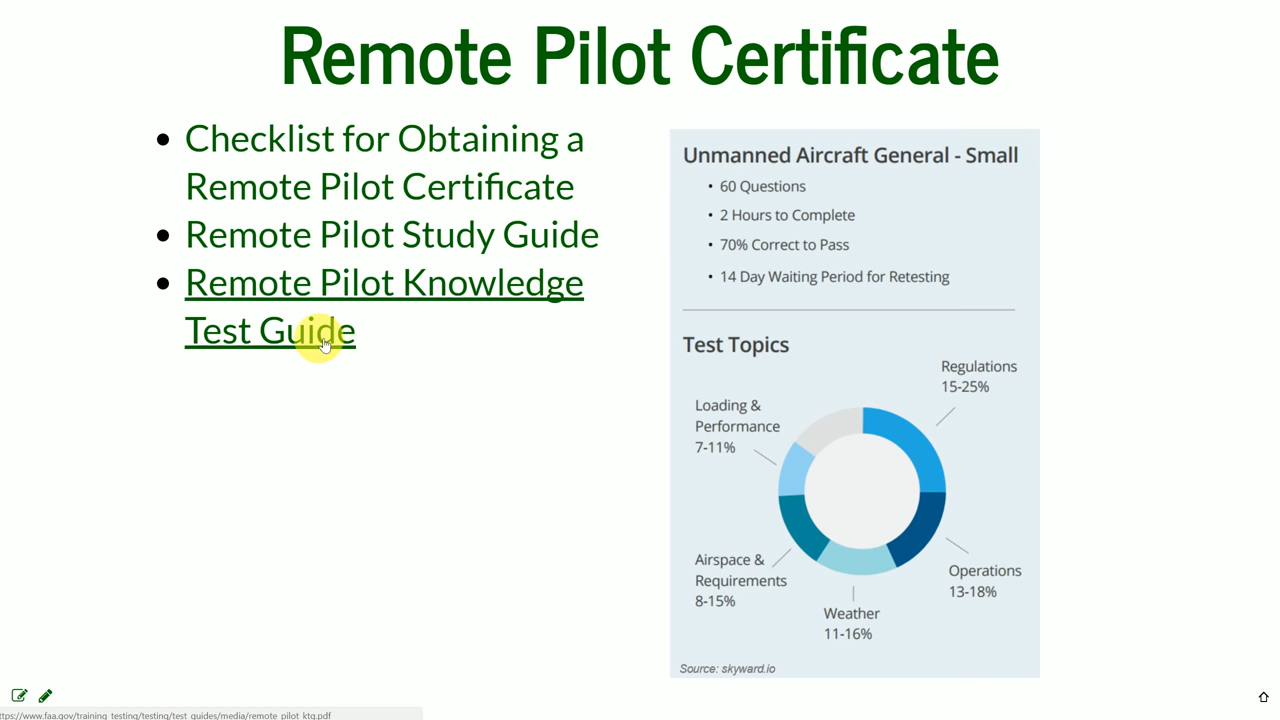 Remote Pilot Certificate
• Checklist for Obtaining a
Remote Pilot Certificate
• Remote Pilot Study Guide
• Remote Pilot Knowledge
Test Guide
Unmanned Aircraft General - Small
• 60 Questions
• 2 Hours to Complete
• 70% Correct to Pass
• 14 Day Waiting Period for Retesting
Test Topics
Regulations
15-25%
Loading &
Performance
7-11%
Airspace &
Requirements
8-15%
Operations
13-18%
Weather
11-16%
Source: skyward.io
ttps://www.faa.gov/training_testing/testing/test_guides/media/remote_pilot_ktg.pdf